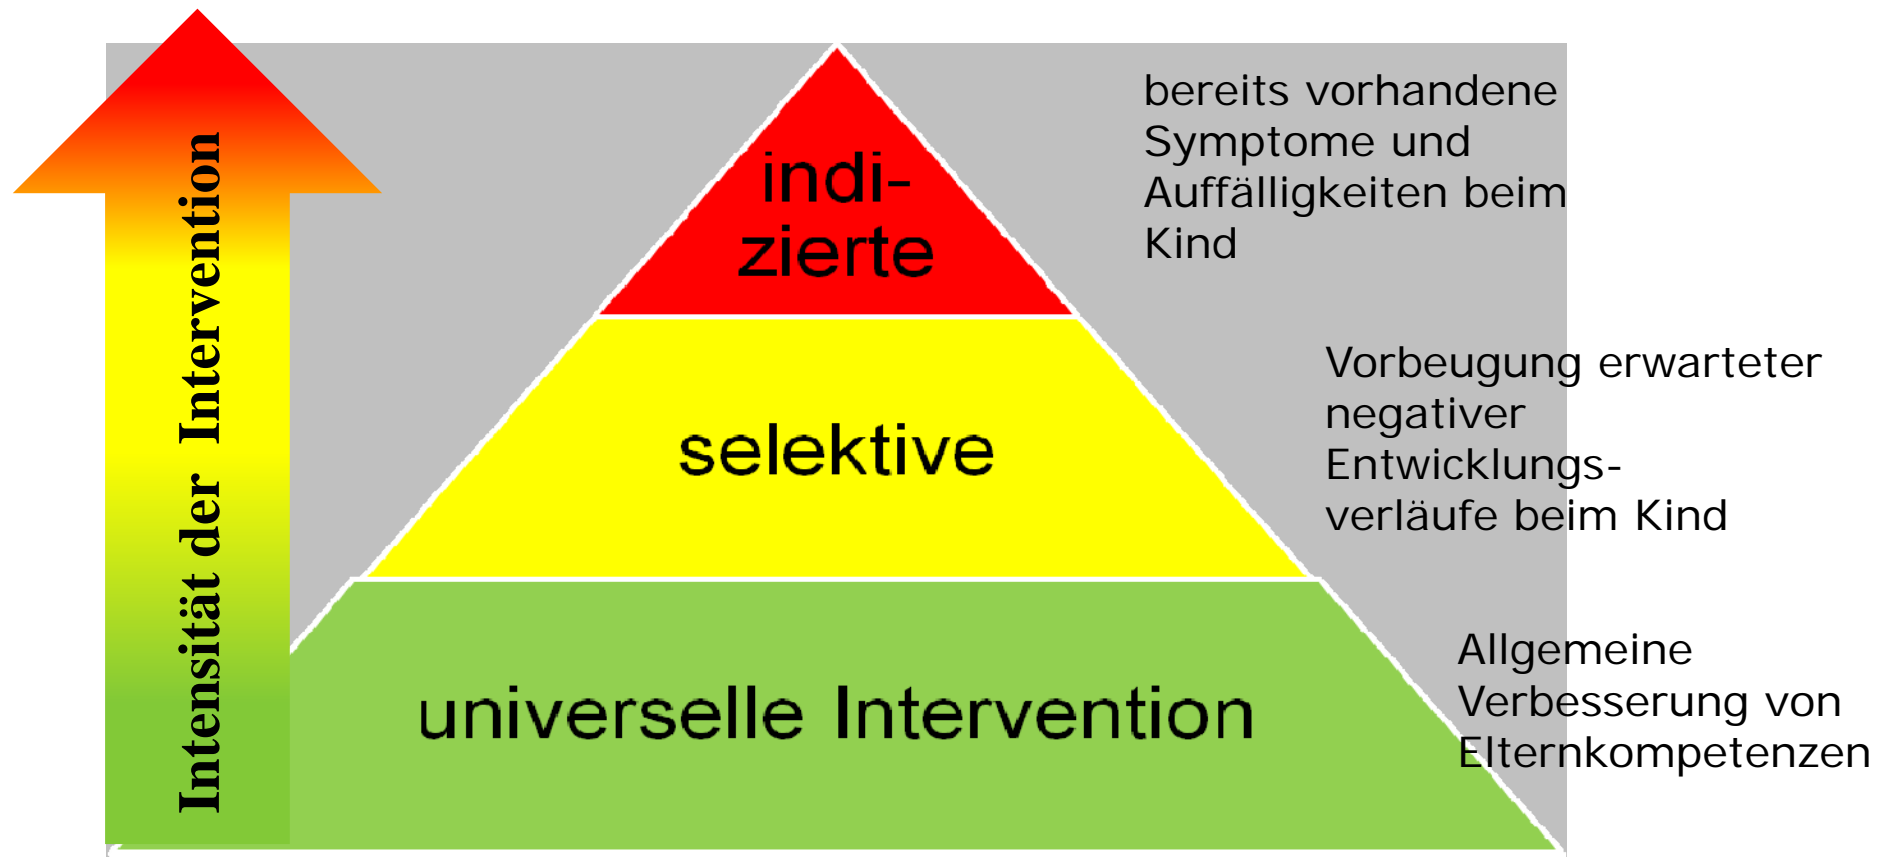 Intensität der Intervention
indi-
zierte
bereits vorhandene
Symptome und
Auffälligkeiten beim
Kind
selektive
Vorbeugung erwarteter
negativer
Entwicklungs-
verläufe beim Kind
universelle Intervention
Allgemeine
Verbesserung von
Elternkompetenzen